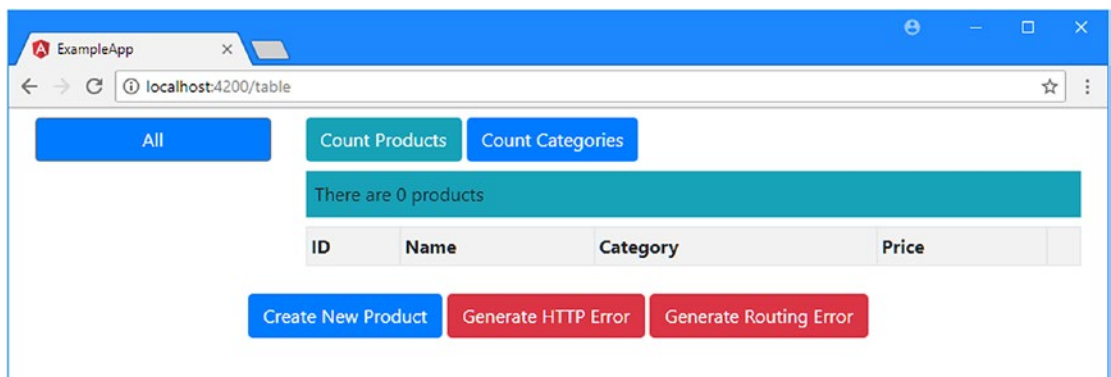 ExampleApp
localhost:4200/table
All
Count Products Count Categories
There are 0 products
ID Name Category Price
Create New Product Generate HTTP Error Generate Routing Error